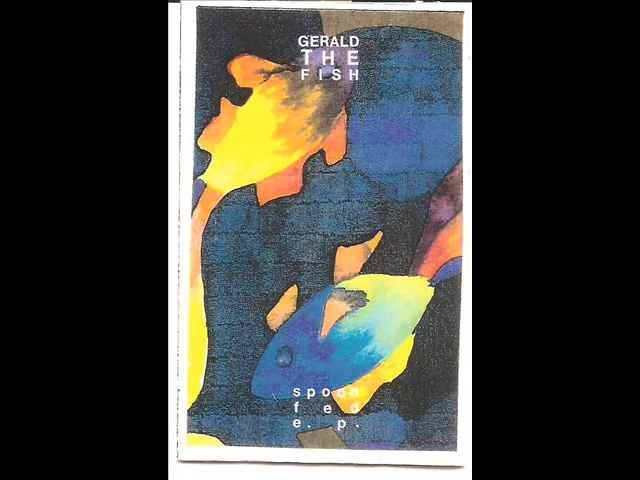 GERALD
THE
FISH
spoon
fed
e. p.